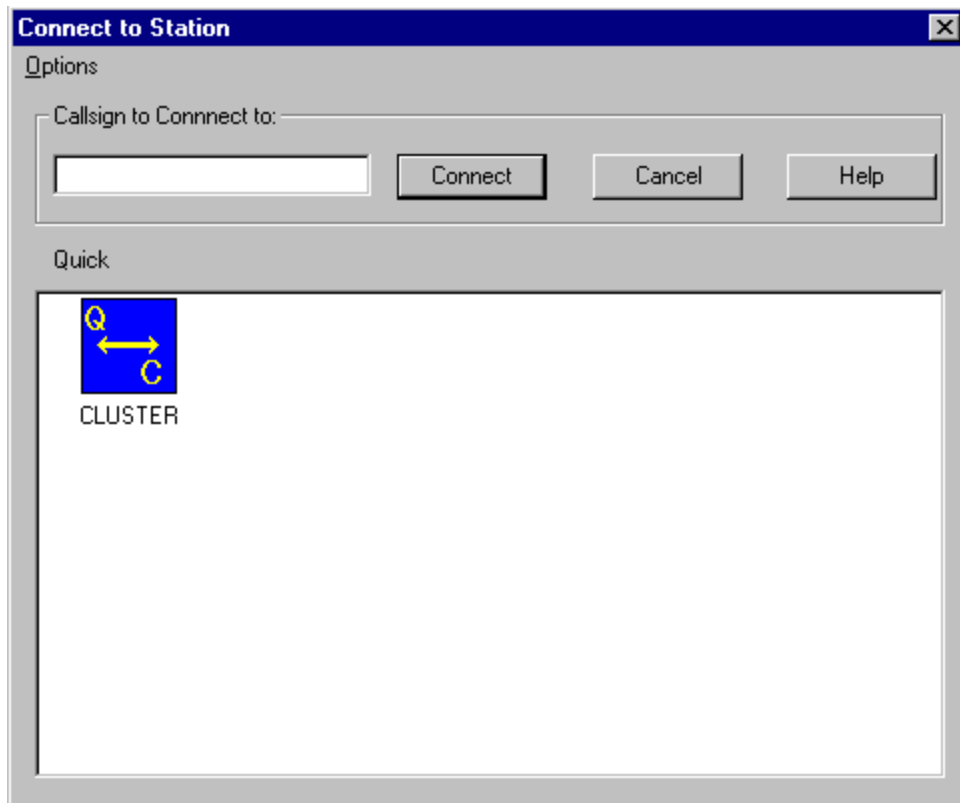 Connect to Station
Options
Callsign to Connnect to:
Connect Cancel Help
Quick
Q
C
CLUSTER